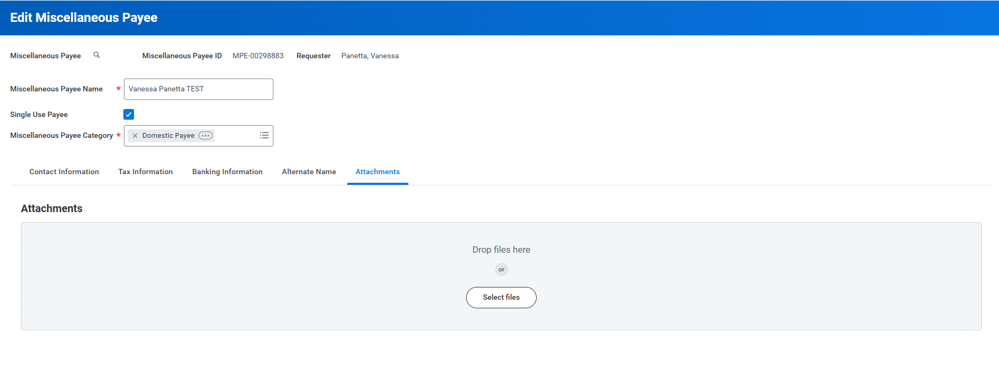 Edit Miscellaneous Payee
Miscellaneous Payee Miscellaneous Payee ID MPE-00298883 Requester Panetta, Vanessa
Miscellaneous Payee Name * Vanessa Panetta TEST
Single Use Payee
Miscellaneous Payee Category * Domestic Payee
Contact Information Tax Information Banking Information Alternate Name Attachments
Attachments
Drop files here
or
Select files